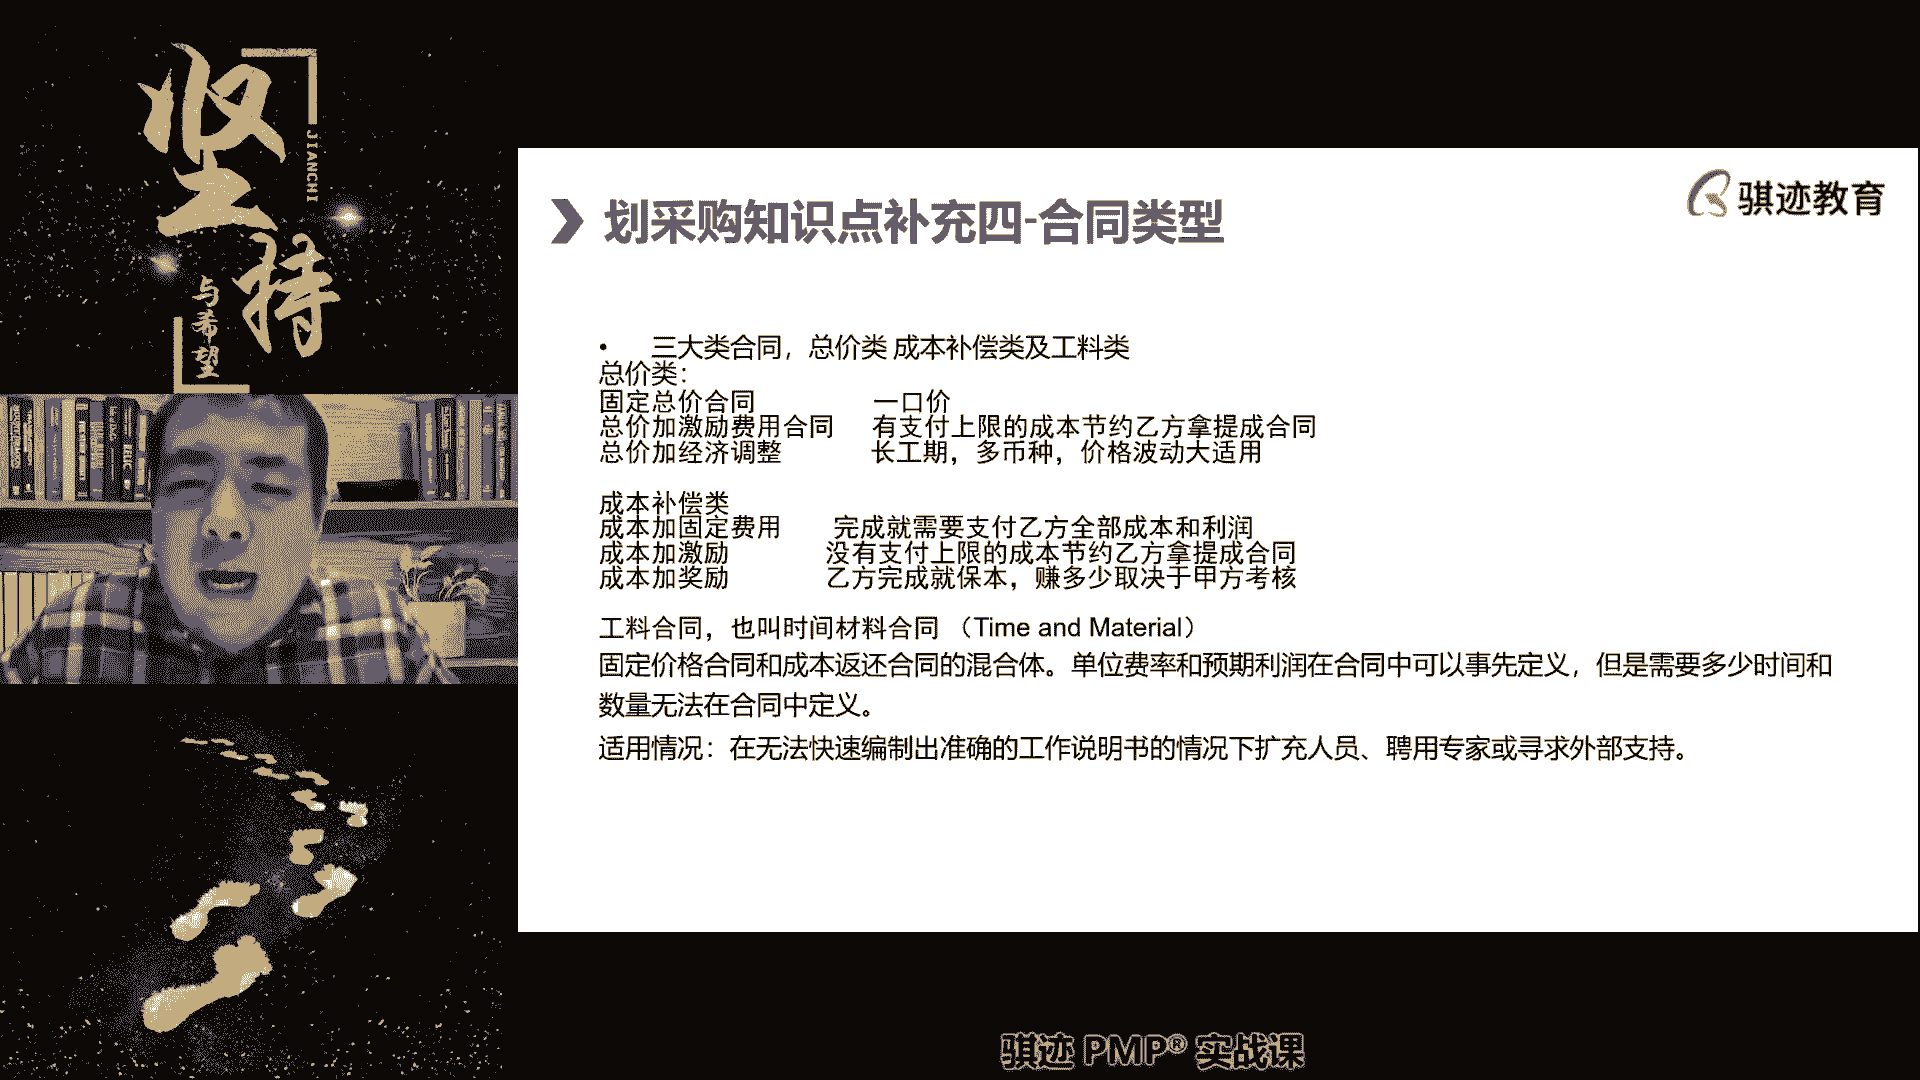 坚持
JIANCHI
与希望
骐迹教育
划采购知识点补充四-合同类型
• 三大类合同，总价类 成本补偿类及工料类
总价类：
固定总价合同 一口价
总价加激励费用合同 有支付上限的成本节约乙方拿提成合同
总价加经济调整 长工期，多币种，价格波动大适用
成本补偿类
成本加固定费用 完成就需要支付乙方全部成本和利润
成本加激励 没有支付上限的成本节约乙方拿提成合同
成本加奖励 乙方完成就保本，赚多少取决于甲方考核
工料合同，也叫时间材料合同 （Time and Material）
固定价格合同和成本返还合同的混合体。单位费率和预期利润在合同中可以事先定义，但是需要多少时间和
数量无法在合同中定义。
适用情况：在无法快速编制出准确的工作说明书的情况下扩充人员、聘用专家或寻求外部支持。
骐迹 PMP® 实战课